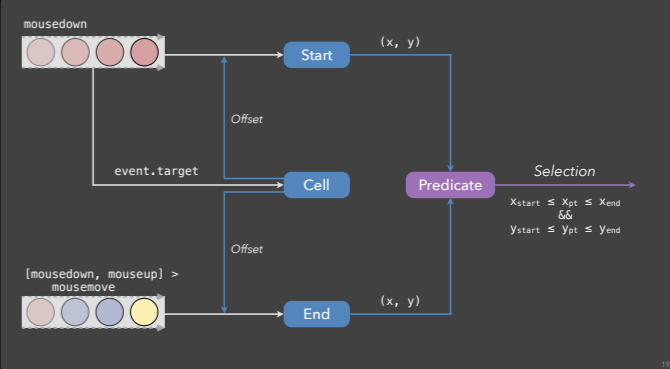 mousedown
(x, y)
Start
Offset
event.target
Cell
Predicate
Selection
xstart ≤ xpt ≤ xend
&&
ystart ≤ ypt ≤ yend
Offset
[mousedown, mouseup] >
mousemove
(x, y)
End
19